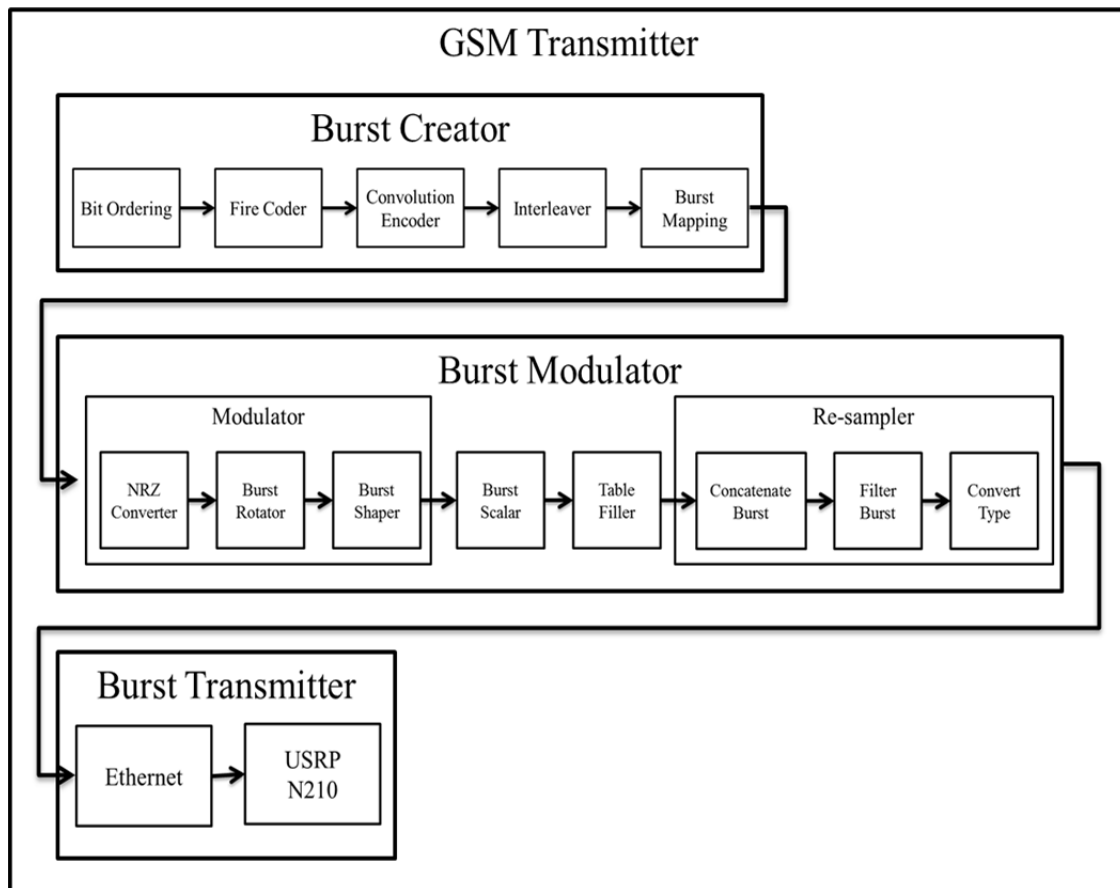 GSM Transmitter
Burst Creator
Bit Ordering
Fire Coder
Convolution
Encoder
Interleaver
Burst
Mapping
Burst Modulator
Modulator
NRZ
Converter
Burst
Rotator
Burst
Shaper
Burst
Scalar
Table
Filler
Re-sampler
Concatenate
Burst
Filter
Burst
Convert
Type
Burst Transmitter
Ethernet
USRP
N210